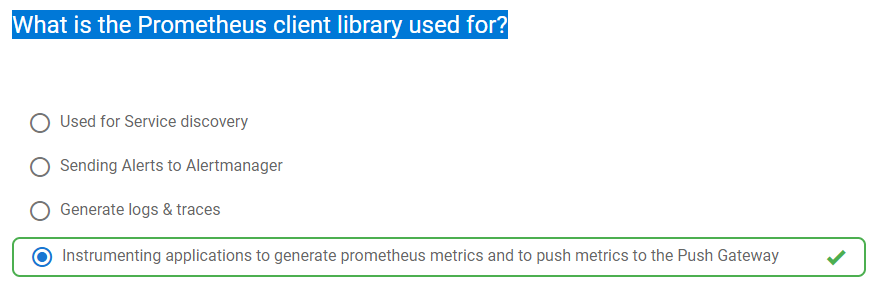 What is the Prometheus client library used for?
Used for Service discovery
Sending Alerts to Alertmanager
Generate logs & traces
Instrumenting applications to generate prometheus metrics and to push metrics to the Push Gateway